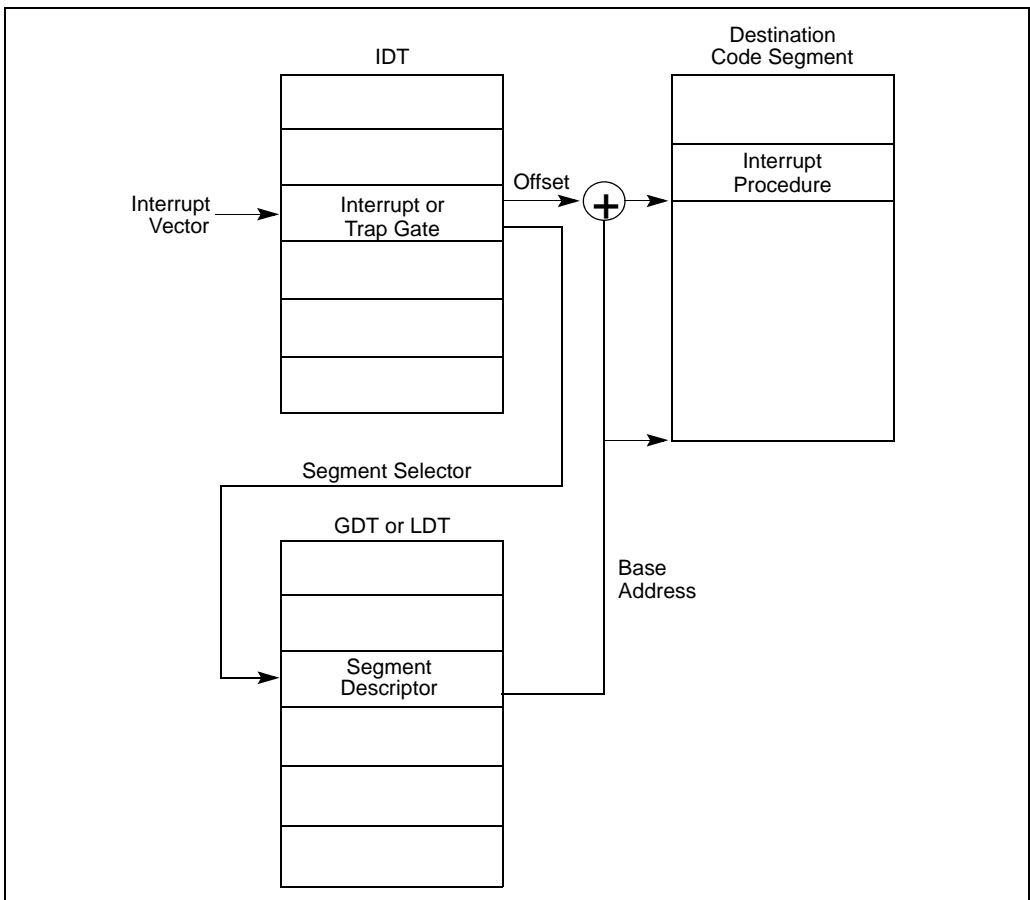 IDT
Destination
Code Segment
Interrupt
Vector
Interrupt or
Trap Gate
Offset
+
Interrupt
Procedure
Segment Selector
GDT or LDT
Segment
Descriptor
Base
Address